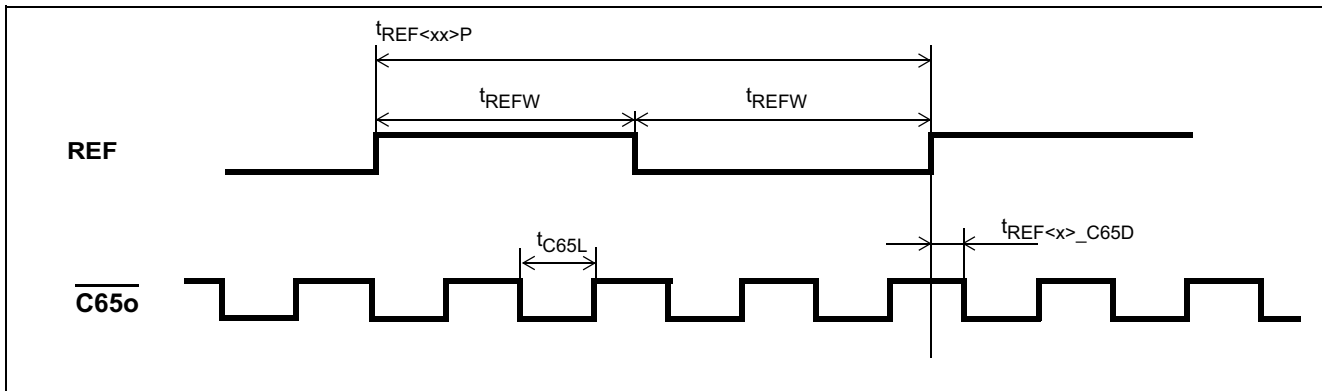 tREF<xx>P
tREFW tREFW
REF
tC65L tREF<x>_C65D
C65o